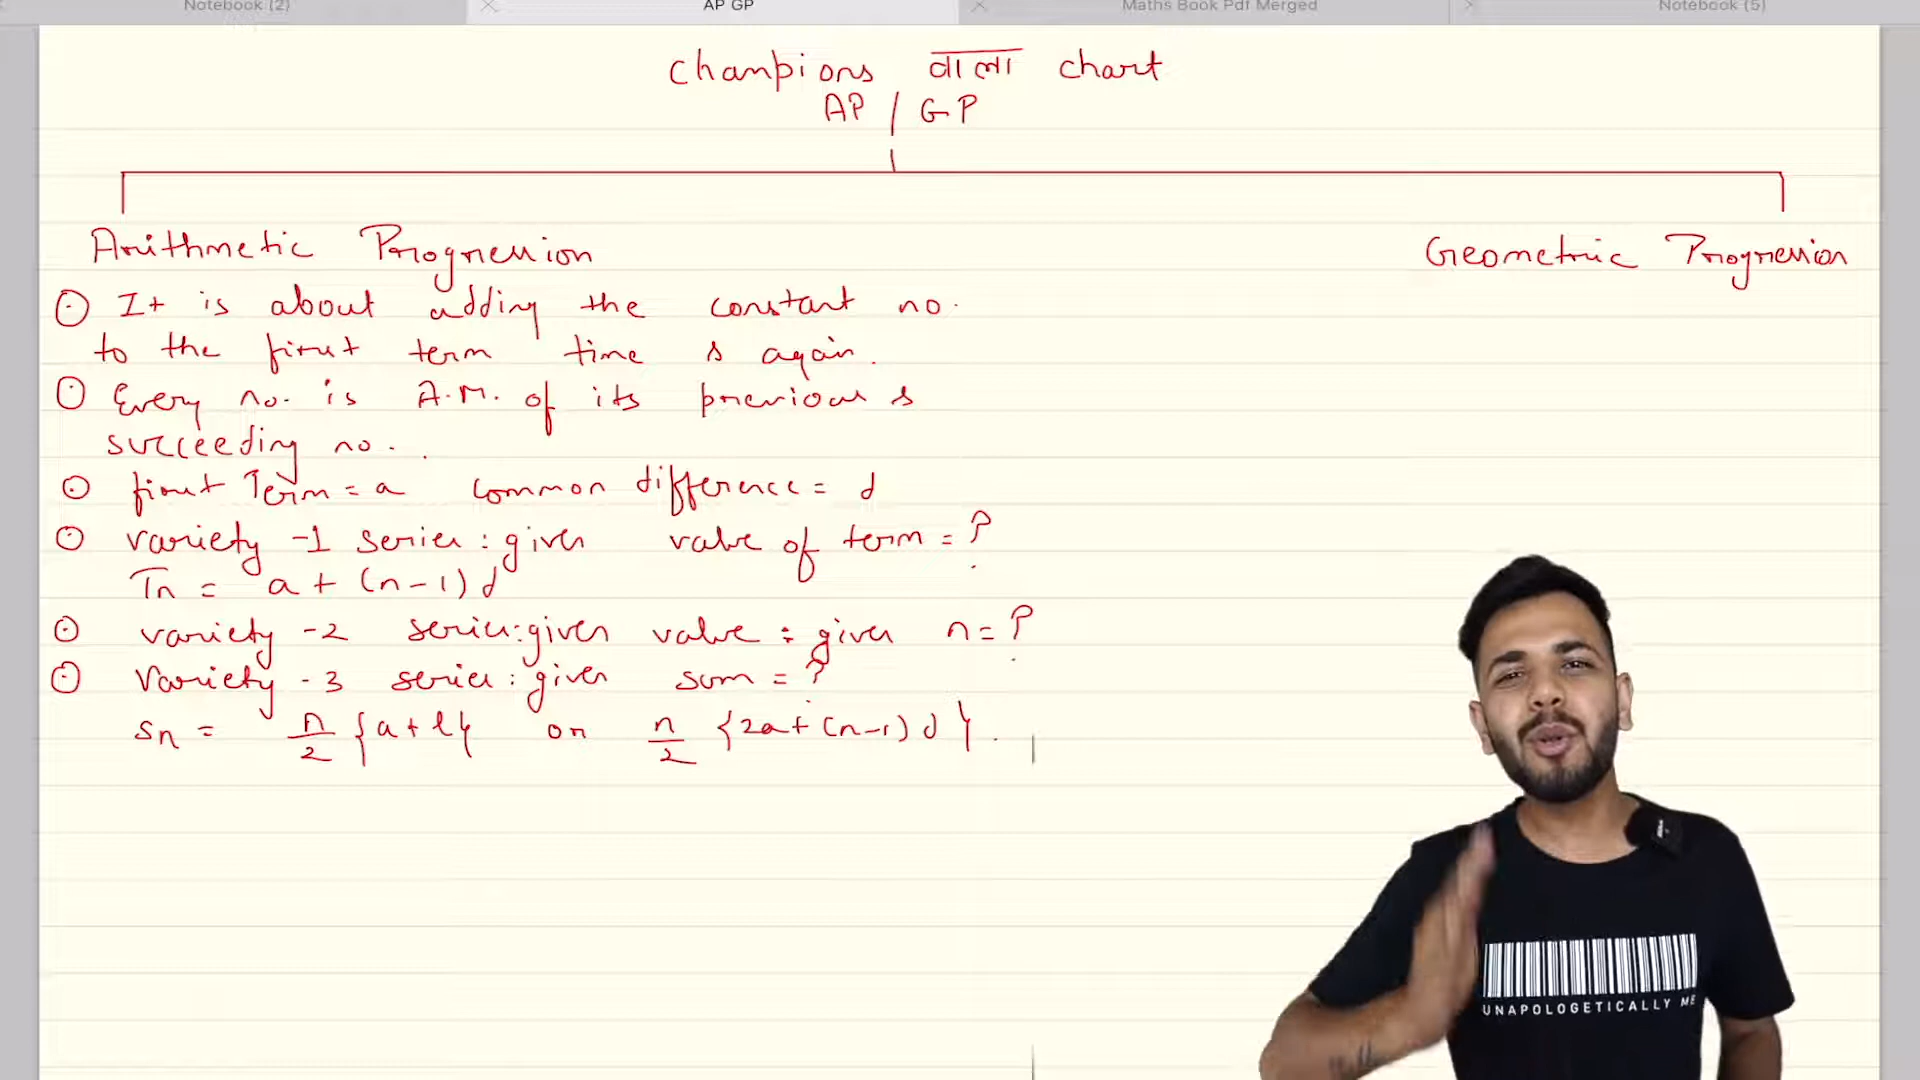 Notebook (2)
AP GP
Maths Book Pdf Merged
Notebook (5)
Champions वाला chart
AP / GP
Arithmetic Progression
Geometric Progression
It is about adding the constant no.
to the first term time & again.
Every no. is A.M. of its previous &
succeeding no.
first Term = a common difference = d
variety -1 series : given value of term = ?
Tn = a + (n-1)d
variety -2 series : given value : given n = ?
variety -3 series : given sum = ?
Sn = n/2 {a+l} or n/2 {2a+(n-1)d}.
UNAPOLOGETICALLY ME